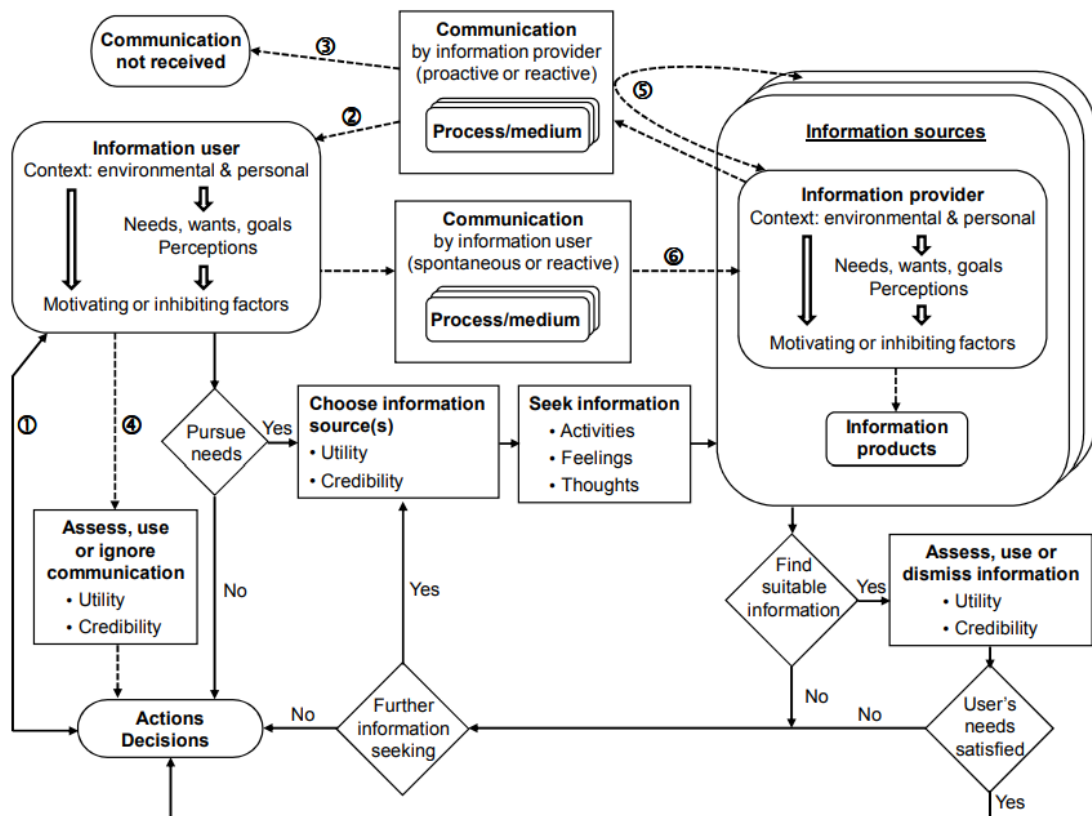 Communication
not received
③
Communication
by information provider
(proactive or reactive)
Process/medium
⑤
②
Information user
Context: environmental & personal
Needs, wants, goals
Perceptions
Motivating or inhibiting factors
Communication
by information user
(spontaneous or reactive)
Process/medium
⑥
Information sources
Information provider
Context: environmental & personal
Needs, wants, goals
Perceptions
Motivating or inhibiting factors
Information
products
①
④
Pursue
needs
Yes
Choose information
source(s)
• Utility
• Credibility
Seek information
• Activities
• Feelings
• Thoughts
Assess, use
or ignore
communication
• Utility
• Credibility
No
Yes
Find
suitable
information
Yes
Assess, use or
dismiss information
• Utility
• Credibility
No
Actions
Decisions
No
Further
information
seeking
No
User's
needs
satisfied
Yes